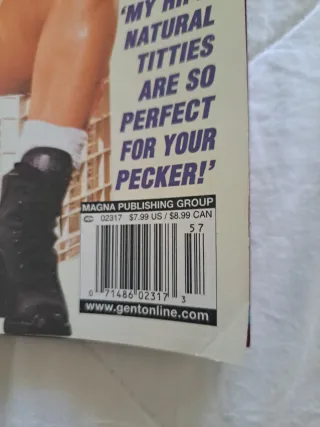 'MY
NATURAL
TITTIES
ARE SO
PERFECT
FOR YOUR
PECKER!'
MAGNA PUBLISHING GROUP
02317 $7.99 US / $8.99 CAN
57
0 71486 02317 3
www.gentonline.com